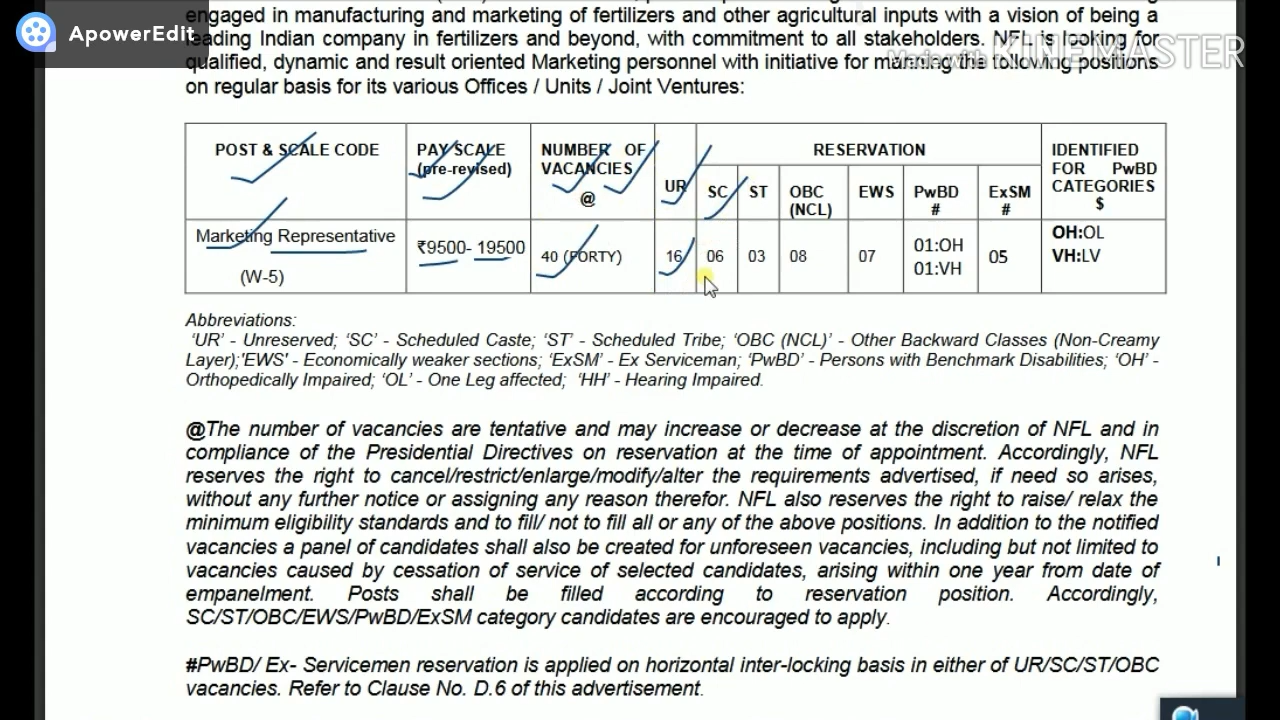 ApowerEdit
Made with KINEMASTER
engaged in manufacturing and marketing of fertilizers and other agricultural inputs with a vision of being a
leading Indian company in fertilizers and beyond, with commitment to all stakeholders. NFL is looking for
qualified, dynamic and result oriented Marketing personnel with initiative for manning the following positions
on regular basis for its various Offices / Units / Joint Ventures:
POST & SCALE CODE
PAY SCALE
(pre-revised)
NUMBER OF
VACANCIES
@
UR
RESERVATION
SC
ST
OBC
(NCL)
EWS
PwBD
#
ExSM
#
IDENTIFIED
FOR PwBD
CATEGORIES
$
Marketing Representative
(W-5)
₹9500- 19500
40 (FORTY)
16
06
03
08
07
01:OH
01:VH
05
OH:OL
VH:LV
Abbreviations:
'UR' - Unreserved; 'SC' - Scheduled Caste; 'ST' - Scheduled Tribe; 'OBC (NCL)' - Other Backward Classes (Non-Creamy
Layer);'EWS' - Economically weaker sections; 'ExSM' - Ex Serviceman; 'PwBD' - Persons with Benchmark Disabilities; 'OH' -
Orthopedically Impaired; 'OL' - One Leg affected; 'HH' - Hearing Impaired.
@The number of vacancies are tentative and may increase or decrease at the discretion of NFL and in
compliance of the Presidential Directives on reservation at the time of appointment. Accordingly, NFL
reserves the right to cancel/restrict/enlarge/modify/alter the requirements advertised, if need so arises,
without any further notice or assigning any reason therefor. NFL also reserves the right to raise/ relax the
minimum eligibility standards and to fill/ not to fill all or any of the above positions. In addition to the notified
vacancies a panel of candidates shall also be created for unforeseen vacancies, including but not limited to
vacancies caused by cessation of service of selected candidates, arising within one year from date of
empanelment. Posts shall be filled according to reservation position. Accordingly,
SC/ST/OBC/EWS/PwBD/ExSM category candidates are encouraged to apply.
#PwBD/ Ex- Servicemen reservation is applied on horizontal inter-locking basis in either of UR/SC/ST/OBC
vacancies. Refer to Clause No. D.6 of this advertisement.